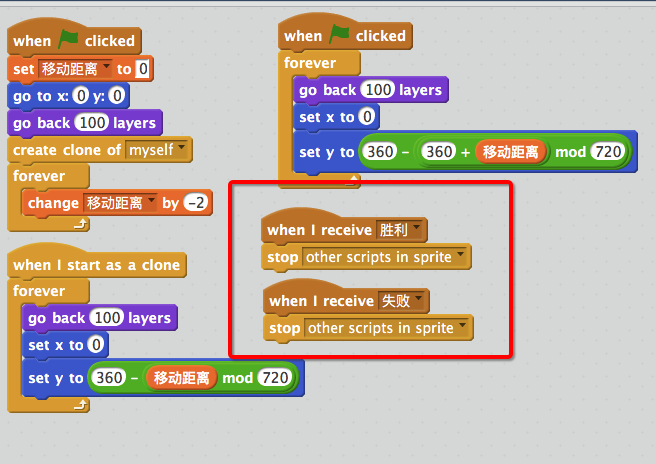 when clicked
set 移动距离 to 0
go to x: 0 y: 0
go back 100 layers
create clone of myself
forever
change 移动距离 by -2
when I start as a clone
forever
go back 100 layers
set x to 0
set y to 360 - 移动距离 mod 720
when clicked
forever
go back 100 layers
set x to 0
set y to 360 - 360 + 移动距离 mod 720
when I receive 胜利
stop other scripts in sprite
when I receive 失败
stop other scripts in sprite